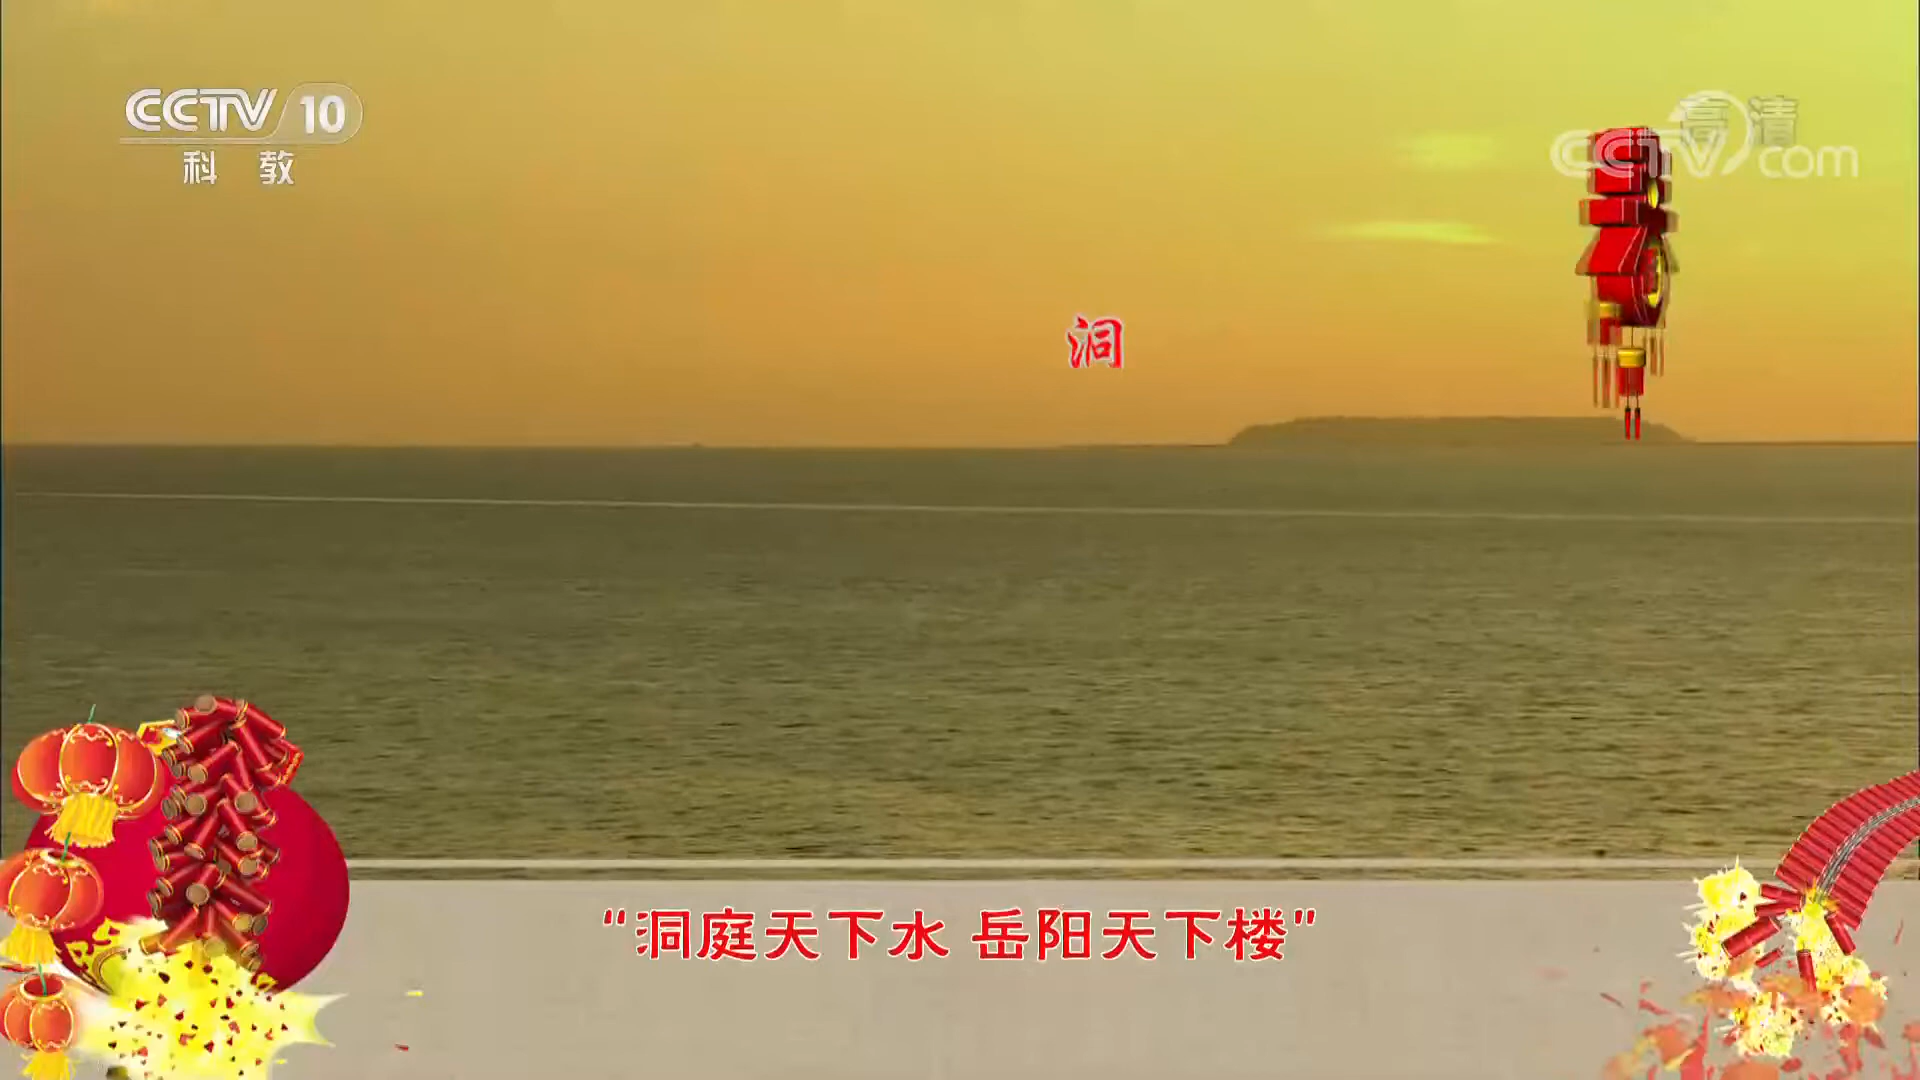 CCTV 10
科 教
高清
CCTV com
洞
“洞庭天下水 岳阳天下楼”